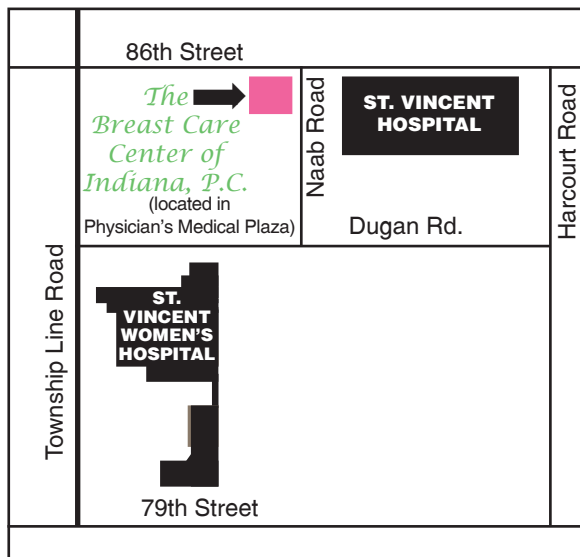 86th Street
The
Breast Care
Center of
Indiana, P.C.
(located in
Physician's Medical Plaza)
Naab Road
ST. VINCENT
HOSPITAL
Harcourt Road
Dugan Rd.
Township Line Road
ST.
VINCENT
WOMEN'S
HOSPITAL
79th Street